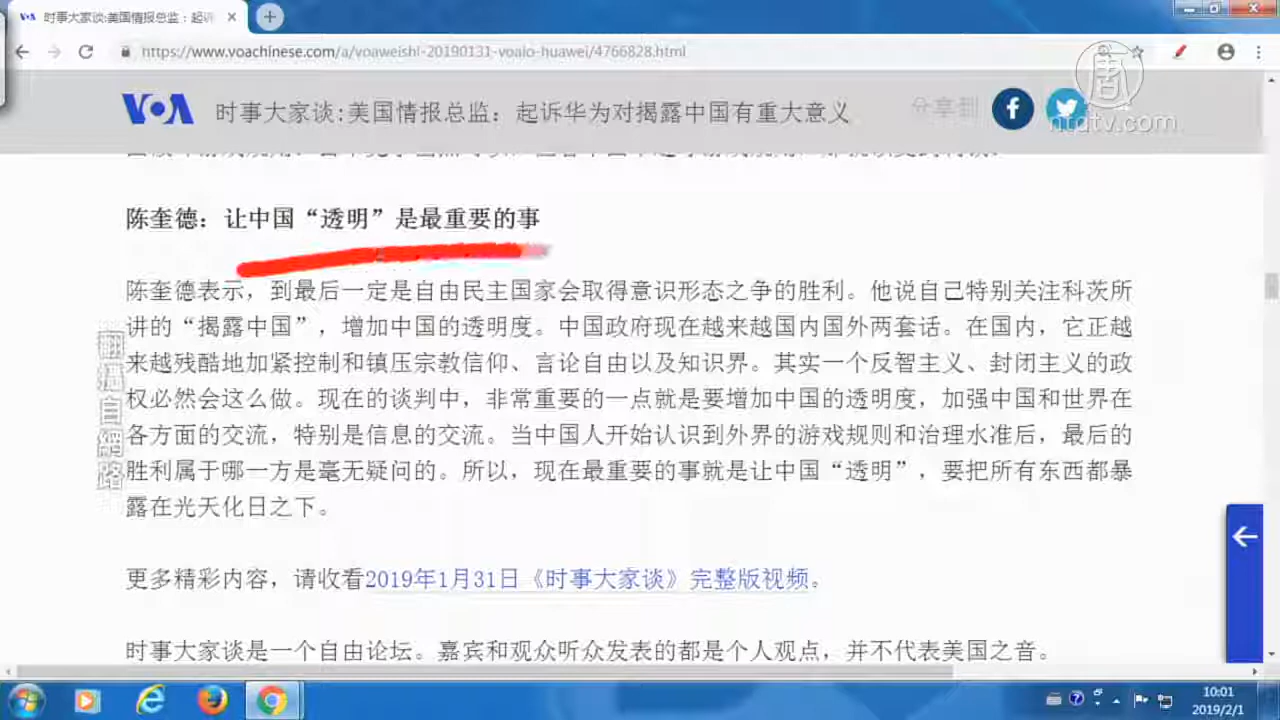 时事大家谈:美国情报总监：起诉
https://www.voachinese.com/a/voaweishi-20190131-voaio-huawei/4766828.html
VOA 时事大家谈:美国情报总监：起诉华为对揭露中国有重大意义 分享到
ntdtv.com
陈奎德：让中国“透明”是最重要的事
陈奎德表示，到最后一定是自由民主国家会取得意识形态之争的胜利。他说自己特别关注科茨所
讲的“揭露中国”，增加中国的透明度。中国政府现在越来越国内国外两套话。在国内，它正越
来越残酷地加紧控制和镇压宗教信仰、言论自由以及知识界。其实一个反智主义、封闭主义的政
权必然会这么做。现在的谈判中，非常重要的一点就是要增加中国的透明度，加强中国和世界在
各方面的交流，特别是信息的交流。当中国人开始认识到外界的游戏规则和治理水准后，最后的
胜利属于哪一方是毫无疑问的。所以，现在最重要的事就是让中国“透明”，要把所有东西都暴
露在光天化日之下。
更多精彩内容，请收看2019年1月31日《时事大家谈》完整版视频。
时事大家谈是一个自由论坛。嘉宾和观众听众发表的都是个人观点，并不代表美国之音。
10:01
2019/2/1